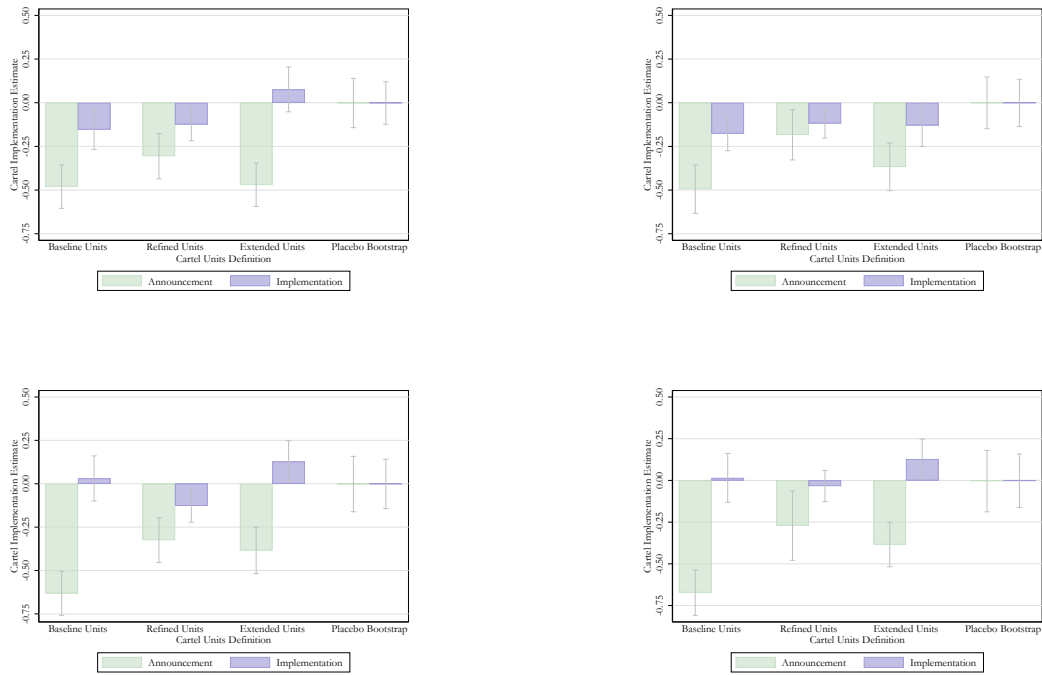 0.50
0.25
0.00
-0.25
-0.50
-0.75
Cartel Implementation Estimate
Baseline Units Refined Units Extended Units Placebo Bootstrap
Cartel Units Definition
Announcement Implementation
0.50
0.25
0.00
-0.25
-0.50
-0.75
Cartel Implementation Estimate
Baseline Units Refined Units Extended Units Placebo Bootstrap
Cartel Units Definition
Announcement Implementation
0.50
0.25
0.00
-0.25
-0.50
-0.75
Cartel Implementation Estimate
Baseline Units Refined Units Extended Units Placebo Bootstrap
Cartel Units Definition
Announcement Implementation
0.50
0.25
0.00
-0.25
-0.50
-0.75
Cartel Implementation Estimate
Baseline Units Refined Units Extended Units Placebo Bootstrap
Cartel Units Definition
Announcement Implementation